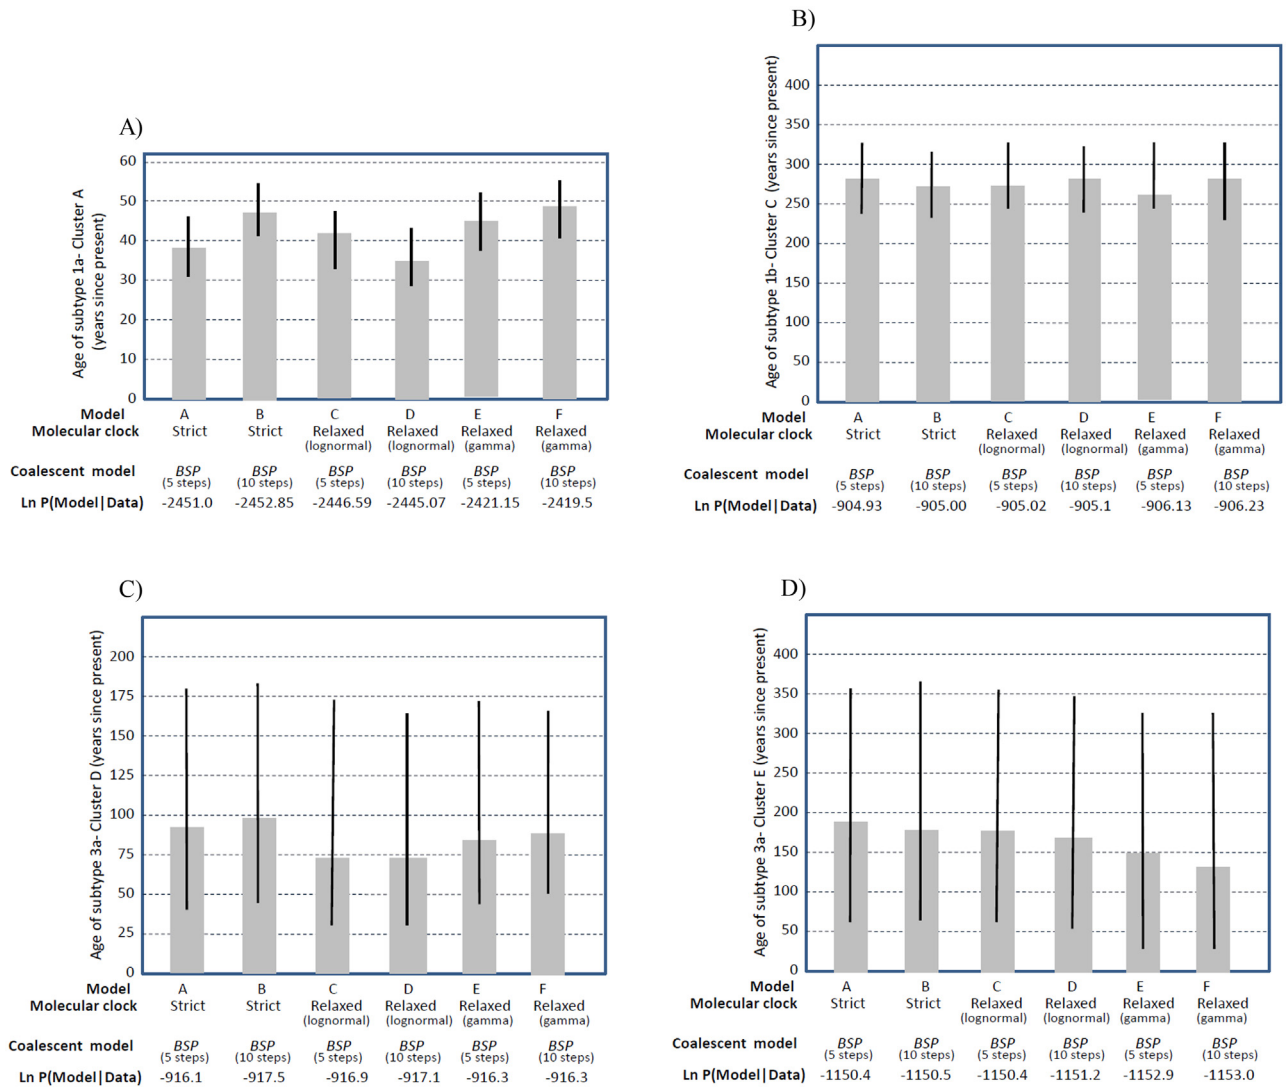 A)
Age of subtype 1a- Cluster A
(years since present)
60
50
40
30
20
10
0
Model A B C D E F
Molecular clock Strict Strict Relaxed Relaxed Relaxed Relaxed
(lognormal) (lognormal) (gamma) (gamma)
Coalescent model BSP BSP BSP BSP BSP BSP
(5 steps) (10 steps) (5 steps) (10 steps) (5 steps) (10 steps)
Ln P(Model|Data) -2451.0 -2452.85 -2446.59 -2445.07 -2421.15 -2419.5
B)
Age of subtype 1b- Cluster C (years since present)
400
350
300
250
200
150
100
50
0
Model A B C D E F
Molecular clock Strict Strict Relaxed Relaxed Relaxed Relaxed
(lognormal) (lognormal) (gamma) (gamma)
Coalescent model BSP BSP BSP BSP BSP BSP
(5 steps) (10 steps) (5 steps) (10 steps) (5 steps) (10 steps)
Ln P(Model|Data) -904.93 -905.00 -905.02 -905.1 -906.13 -906.23
C)
Age of subtype 3a- Cluster D (years since present)
200
175
150
125
100
75
50
25
0
Model A B C D E F
Molecular clock Strict Strict Relaxed Relaxed Relaxed Relaxed
(lognormal) (lognormal) (gamma) (gamma)
Coalescent model BSP BSP BSP BSP BSP BSP
(5 steps) (10 steps) (5 steps) (10 steps) (5 steps) (10 steps)
Ln P(Model|Data) -916.1 -917.5 -916.9 -917.1 -916.3 -916.3
D)
Age of subtype 3a- Cluster E (years since present)
400
350
300
250
200
150
100
50
0
Model A B C D E F
Molecular clock Strict Strict Relaxed Relaxed Relaxed Relaxed
(lognormal) (lognormal) (gamma) (gamma)
Coalescent model BSP BSP BSP BSP BSP BSP
(5 steps) (10 steps) (5 steps) (10 steps) (5 steps) (10 steps)
Ln P(Model|Data) -1150.4 -1150.5 -1150.4 -1151.2 -1152.9 -1153.0